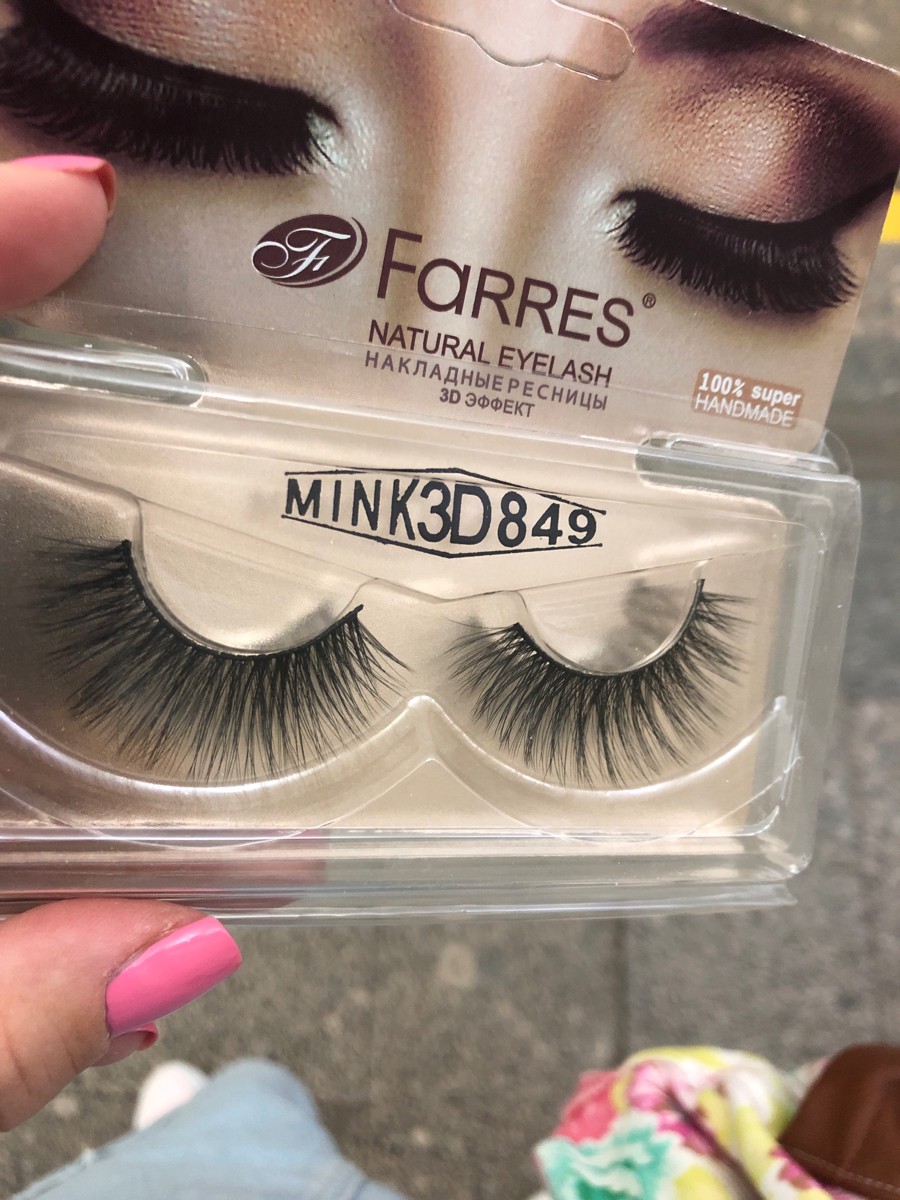 F
FARRES®
NATURAL EYELASH
НАКЛАДНЫЕ РЕСНИЦЫ
3D ЭФФЕКТ
100% super
HANDMADE
MINK3D849